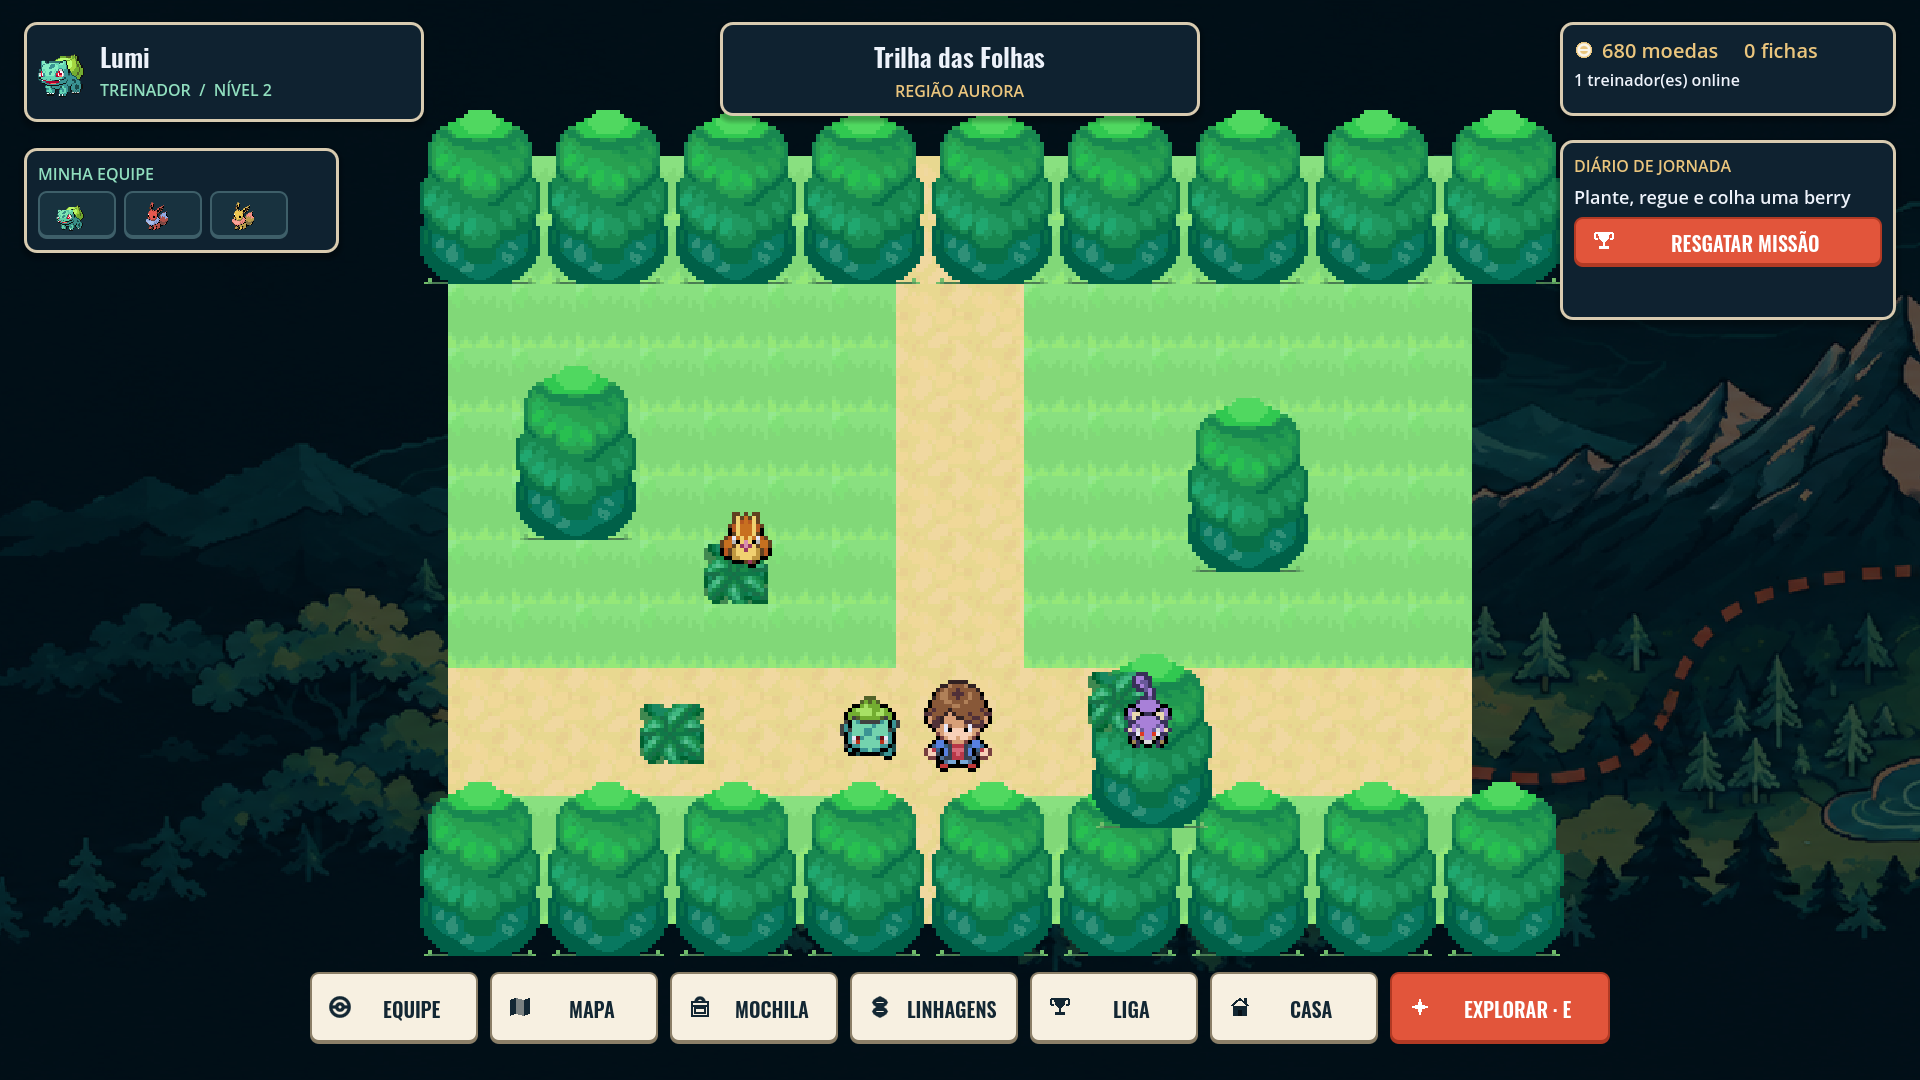 Lumi
TREINADOR / NÍVEL 2
Trilha das Folhas
REGIÃO AURORA
680 moedas 0 fichas
1 treinador(es) online
MINHA EQUIPE
DIÁRIO DE JORNADA
Plante, regue e colha uma berry
RESGATAR MISSÃO
EQUIPE
MAPA
MOCHILA
LINHAGENS
LIGA
CASA
EXPLORAR · E